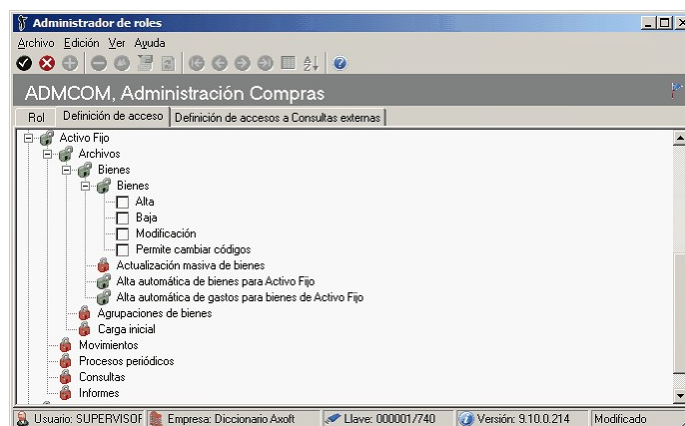 Administrador de roles
Archivo Edición Ver Ayuda
ADMCOM, Administración Compras
Rol Definición de acceso Definición de accesos a Consultas externas
Activo Fijo
Archivos
Bienes
Bienes
Alta
Baja
Modificación
Permite cambiar códigos
Actualización masiva de bienes
Alta automática de bienes para Activo Fijo
Alta automática de gastos para bienes de Activo Fijo
Agrupaciones de bienes
Carga inicial
Movimientos
Procesos periódicos
Consultas
Informes
Usuario: SUPERVISOF Empresa: Diccionario Axoft Llave: 000001/740 Versión: 9.10.0.214 Modificado